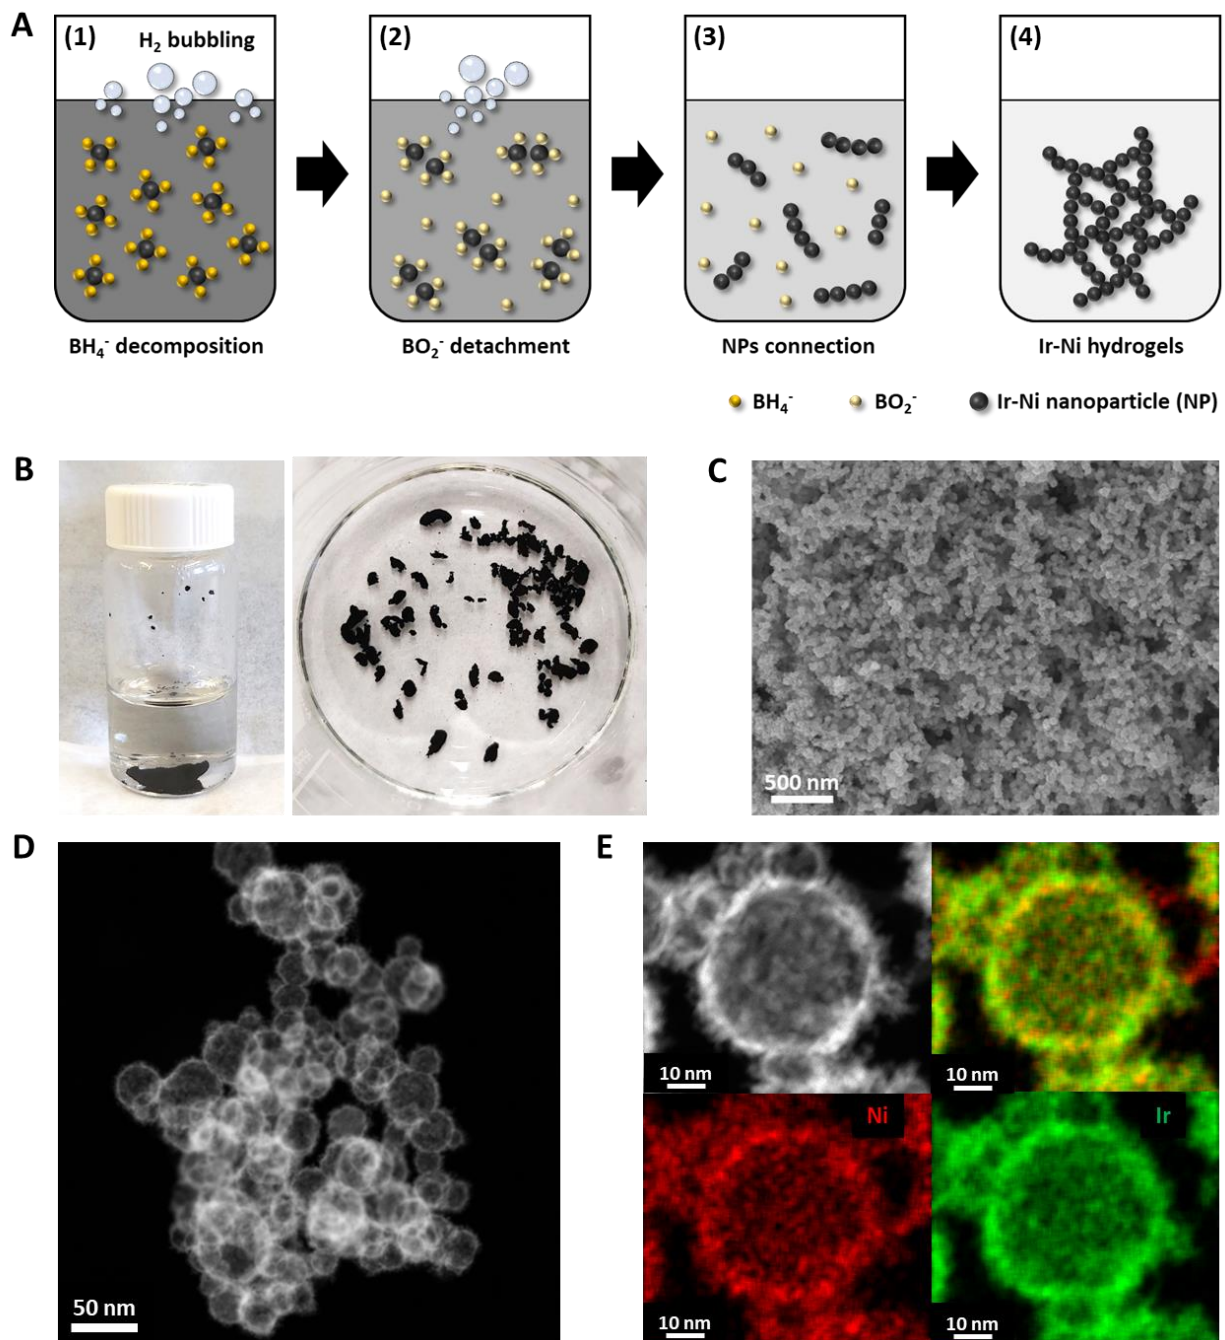 A
(1)
H₂ bubbling
(2)
(3)
(4)
BH₄⁻ decomposition
BO₂⁻ detachment
NPs connection
Ir-Ni hydrogels
BH₄⁻
BO₂⁻
Ir-Ni nanoparticle (NP)
B
C
500 nm
D
50 nm
E
10 nm
10 nm
Ni
10 nm
Ir
10 nm